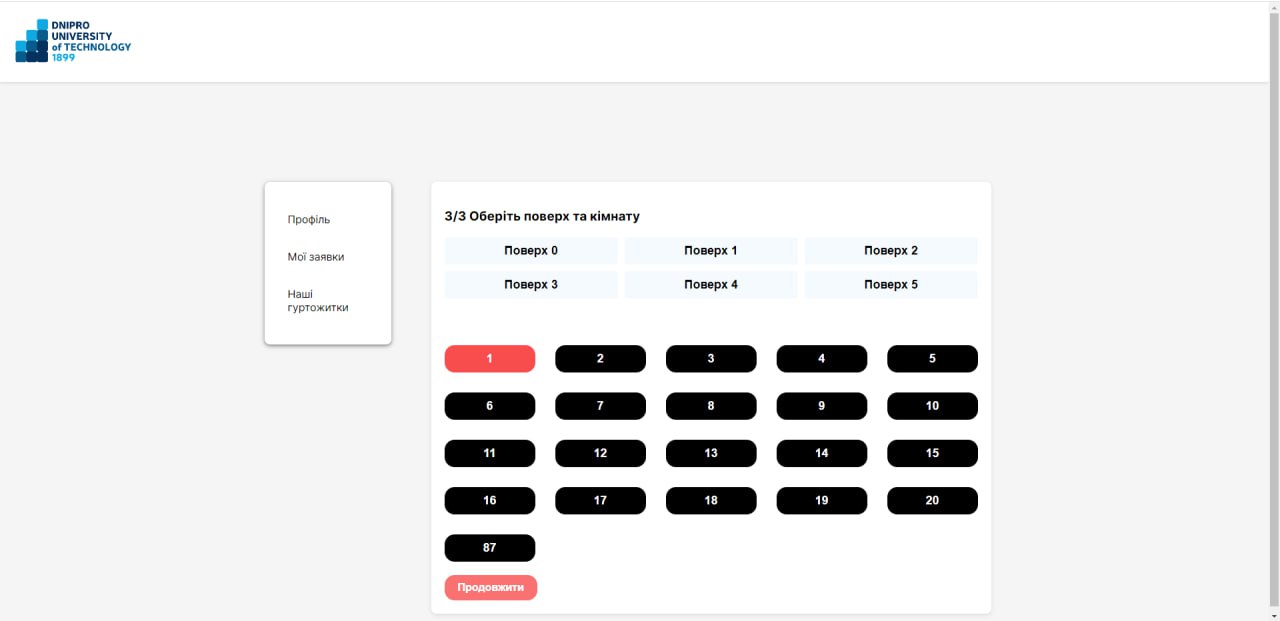 DNIPRO
UNIVERSITY
of TECHNOLOGY
1899
Профіль
Мої заявки
Наші
гуртожитки
3/3 Оберіть поверх та кімнату
Поверх 0 Поверх 1 Поверх 2
Поверх 3 Поверх 4 Поверх 5
1 2 3 4 5
6 7 8 9 10
11 12 13 14 15
16 17 18 19 20
87
Продовжити